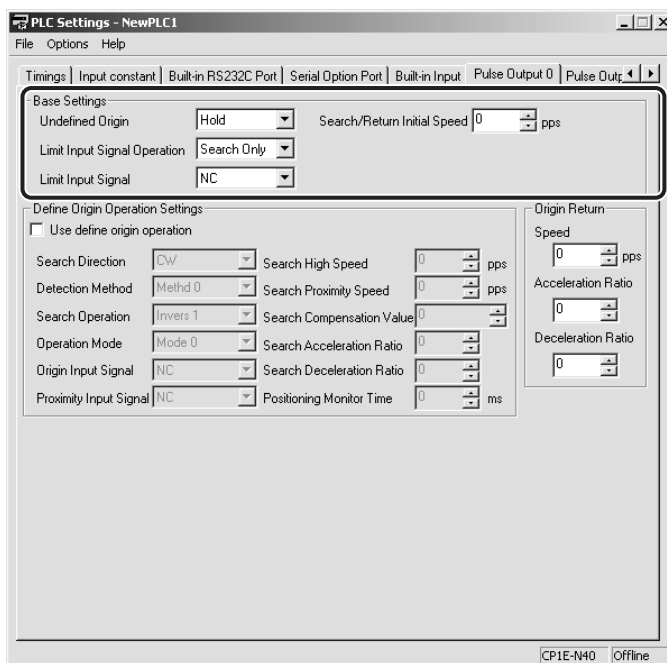 PLC Settings - NewPLC1
File Options Help
Timings Input constant Built-in RS232C Port Serial Option Port Built-in Input Pulse Output 0 Pulse Outp
Base Settings
Undefined Origin Hold Search/Return Initial Speed 0 pps
Limit Input Signal Operation Search Only
Limit Input Signal NC
Define Origin Operation Settings
Use define origin operation
Search Direction CW Search High Speed 0 pps
Detection Method Methd 0 Search Proximity Speed 0 pps
Search Operation Invers 1 Search Compensation Value 0
Operation Mode Mode 0 Search Acceleration Ratio 0
Origin Input Signal NC Search Deceleration Ratio 0
Proximity Input Signal NC Positioning Monitor Time 0 ms
Origin Return
Speed
0 pps
Acceleration Ratio
0
Deceleration Ratio
0
CP1E-N40 Offline